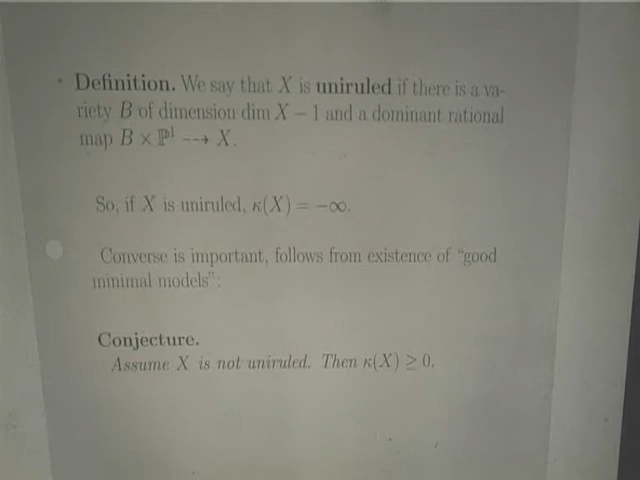 • Definition. We say that X is uniruled if there is a va-
riety B of dimension dim X − 1 and a dominant rational
map B × ℙ¹ ⇢ X.
So, if X is uniruled, κ(X) = −∞.
Converse is important, follows from existence of "good
minimal models":
Conjecture.
Assume X is not uniruled. Then κ(X) ≥ 0.